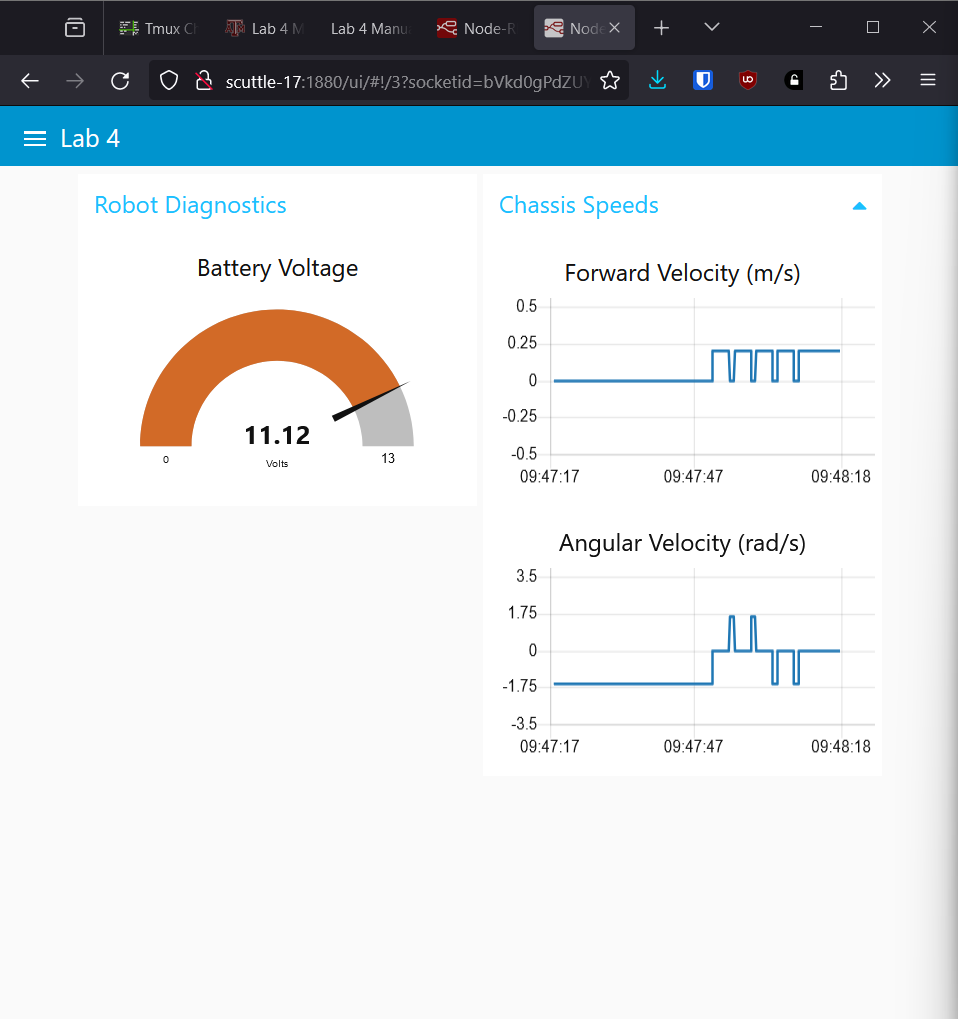 Tmux Ch
Lab 4 M
Lab 4 Manua
Node-R
Node
scuttle-17:1880/ui/#!/3?socketid=bVkd0gPdZUY
Lab 4
Robot Diagnostics
Battery Voltage
11.12
Volts
0
13
Chassis Speeds
Forward Velocity (m/s)
0.5
0.25
0
-0.25
-0.5
09:47:17 09:47:47 09:48:18
Angular Velocity (rad/s)
3.5
1.75
0
-1.75
-3.5
09:47:17 09:47:47 09:48:18